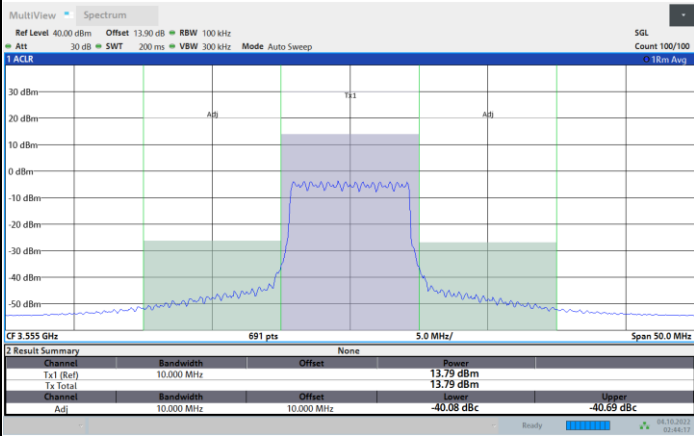 MultiView Spectrum
Ref Level 40.00 dBm Offset 13.90 dB RBW 100 kHz SGL
Att 30 dB SWT 200 ms VBW 300 kHz Mode Auto Sweep Count 100/100
1 ACLR 1Rm Avg
30 dBm
Tx1
20 dBm
Adj Adj
10 dBm
0 dBm
-10 dBm
-20 dBm
-30 dBm
-40 dBm
-50 dBm
CF 3.555 GHz 691 pts 5.0 MHz/ Span 50.0 MHz
2 Result Summary None
Channel Bandwidth Offset Power
Tx1 (Ref) 10.000 MHz 13.79 dBm
Tx Total 13.79 dBm
Channel Bandwidth Offset Lower Upper
Adj 10.000 MHz 10.000 MHz -40.08 dBc -40.69 dBc
Ready 04.10.2022
03:44:17